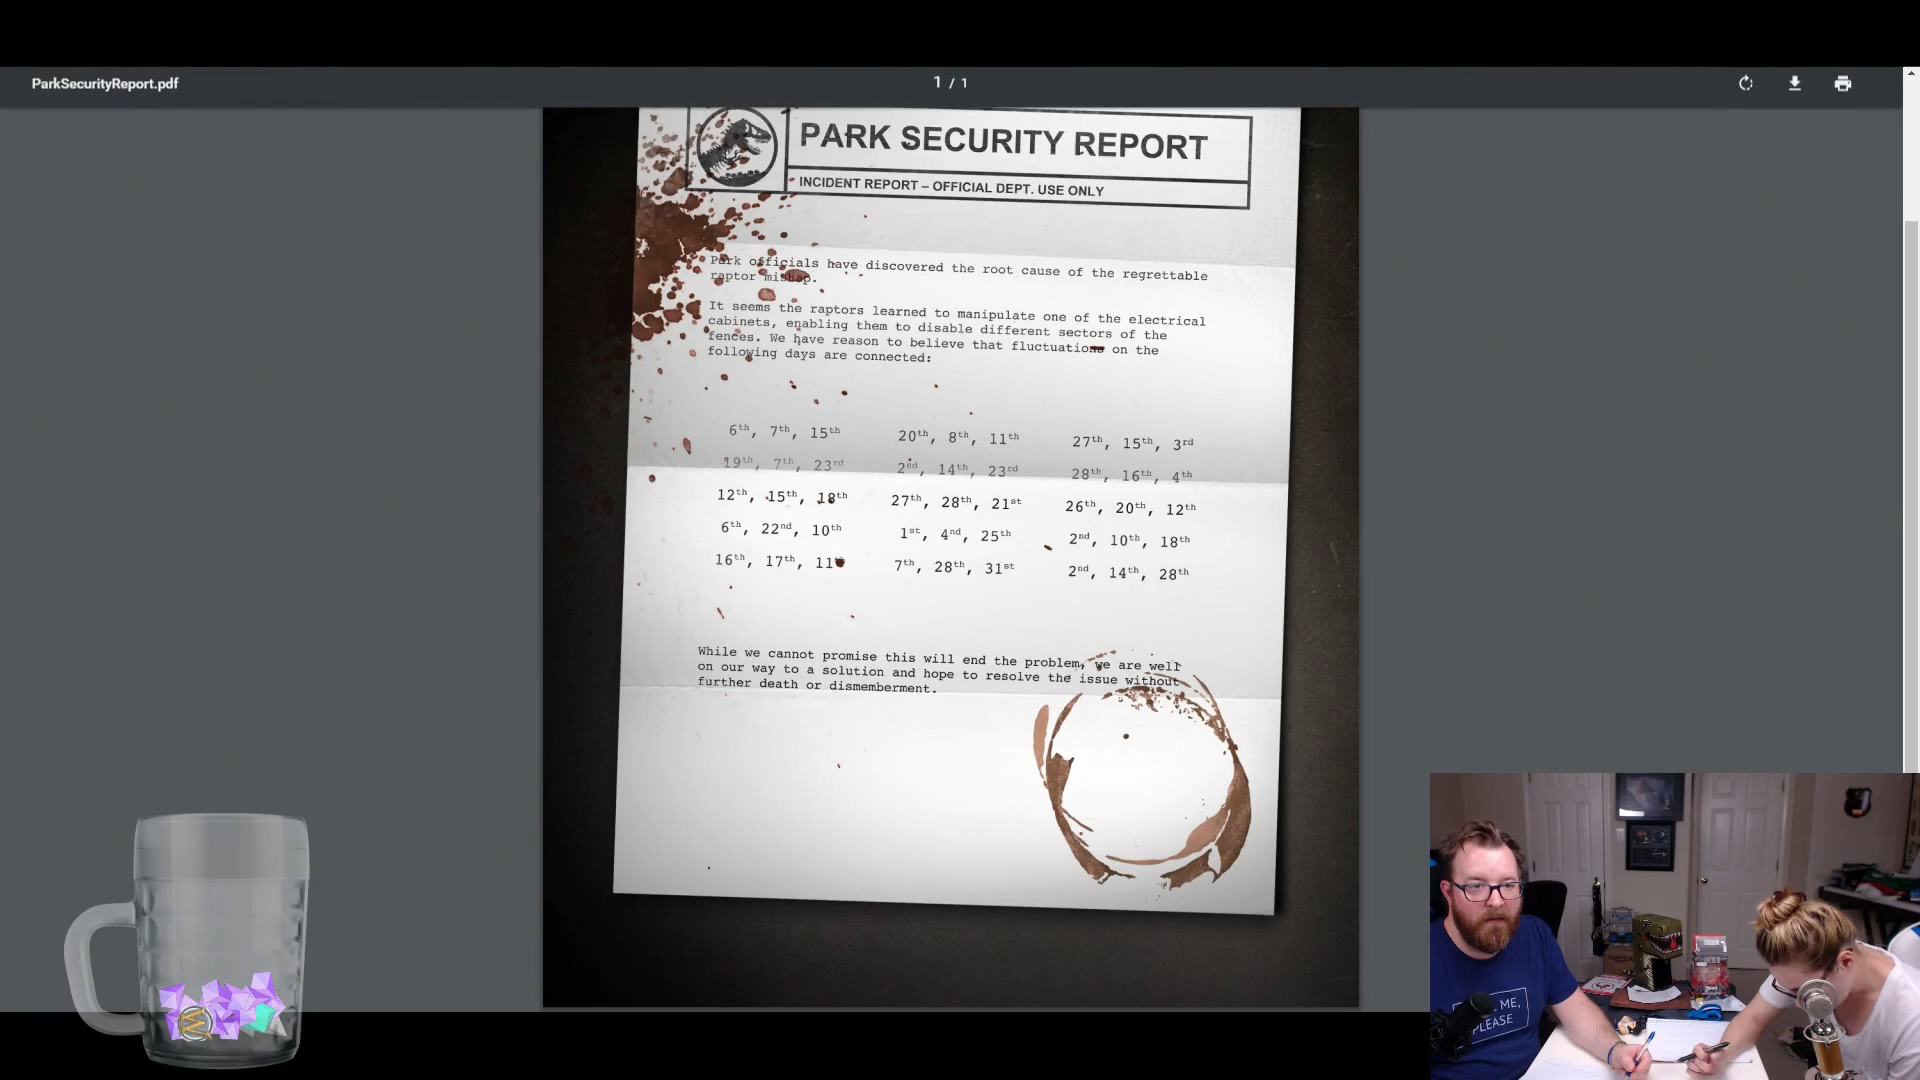 ParkSecurityReport.pdf
1 / 1
PARK SECURITY REPORT
INCIDENT REPORT – OFFICIAL DEPT. USE ONLY
Park officials have discovered the root cause of the regrettable
raptor mishap.
It seems the raptors learned to manipulate one of the electrical
cabinets, enabling them to disable different sectors of the
fences. We have reason to believe that fluctuations on the
following days are connected:
6th, 7th, 15th 20th, 8th, 11th 27th, 15th, 3rd
19th, 7th, 23rd 2nd, 14th, 23rd 28th, 16th, 4th
12th, 15th, 18th 27th, 28th, 21st 26th, 20th, 12th
6th, 22nd, 10th 1st, 4nd, 25th 2nd, 10th, 18th
16th, 17th, 11th 7th, 28th, 31st 2nd, 14th, 28th
While we cannot promise this will end the problem, we are well
on our way to a solution and hope to resolve the issue without
further death or dismemberment.
ME,
PLEASE